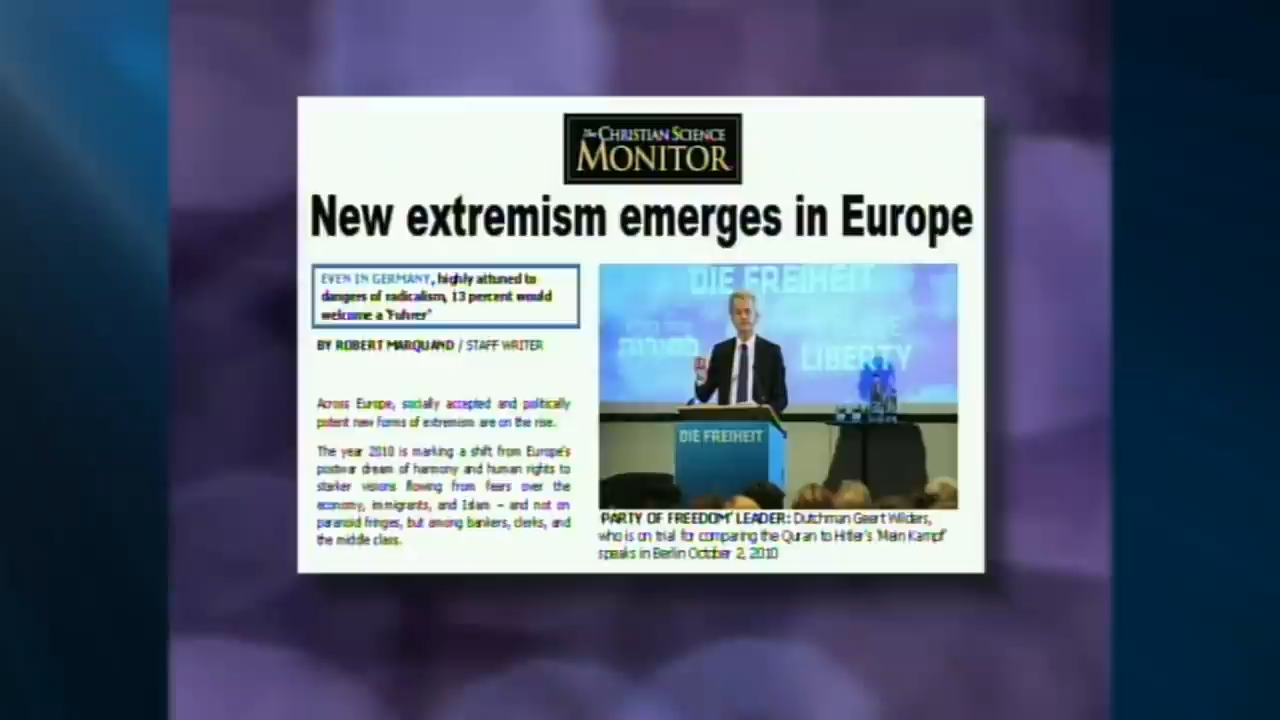 The CHRISTIAN SCIENCE
MONITOR
New extremism emerges in Europe
EVEN IN GERMANY, highly attuned to
dangers of radicalism, 13 percent would
welcome a 'Fuhrer'
BY ROBERT MARQUAND / STAFF WRITER
Across Europe, socially accepted and politically
potent new forms of extremism are on the rise.
The year 2010 is marking a shift from Europe's
postwar dream of harmony and human rights to
starker visions flowing from fears over the
economy, immigrants, and Islam – and not on
paranoid fringes, but among bankers, clerks, and
the middle class.
DIE FREIHEIT
LIBERTY
DIE FREIHEIT
'PARTY OF FREEDOM' LEADER: Dutchman Geert Wilders,
who is on trial for comparing the Quran to Hitler's 'Mein Kampf'
speaks in Berlin October 2, 2010